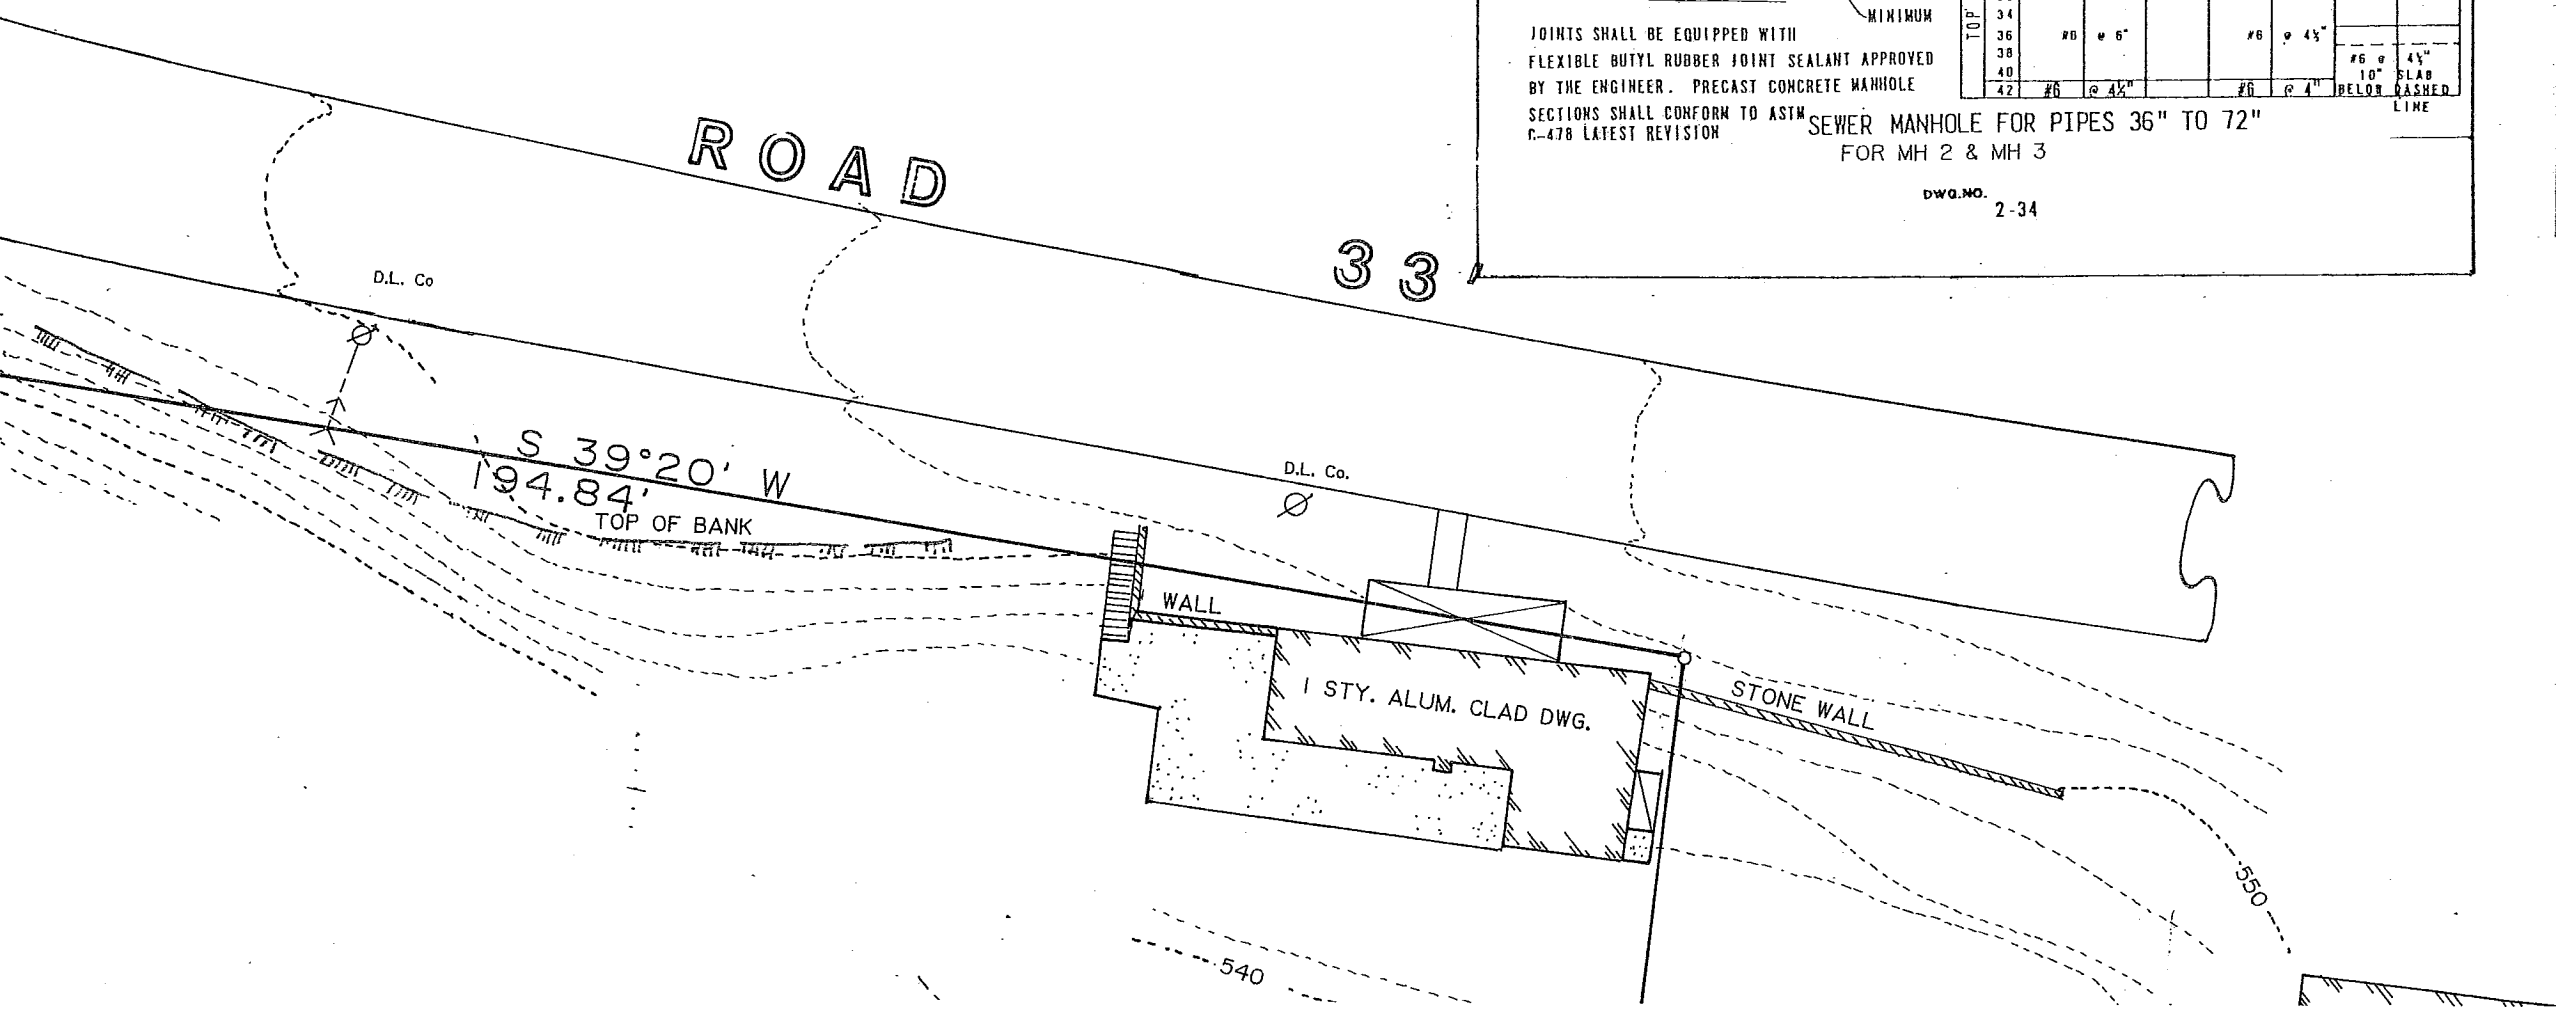 MINIMUM
JOINTS SHALL BE EQUIPPED WITH
FLEXIBLE BUTYL RUBBER JOINT SEALANT APPROVED
BY THE ENGINEER. PRECAST CONCRETE MANHOLE
SECTIONS SHALL CONFORM TO ASTM
C-478 LATEST REVISION
TOP
34
36 #6 @ 6" #6 @ 4½"
38
40
42 #6 @ 4½" #6 @ 4"
#6 @ 4½"
10" SLAB
BELOW DASHED
LINE
SEWER MANHOLE FOR PIPES 36" TO 72"
FOR MH 2 & MH 3
DWG.NO.
2-34
ROAD
33
D.L. Co
S 39°20' W
194.84'
TOP OF BANK
D.L. Co.
WALL
1 STY. ALUM. CLAD DWG.
STONE WALL
550
540